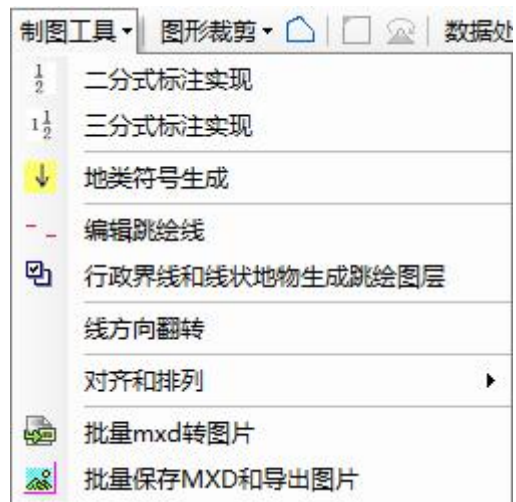 制图工具 图形裁剪 数据处
1/2 二分式标注实现
1 1/2 三分式标注实现
地类符号生成
编辑跳绘线
行政界线和线状地物生成跳绘图层
线方向翻转
对齐和排列
批量mxd转图片
批量保存MXD和导出图片